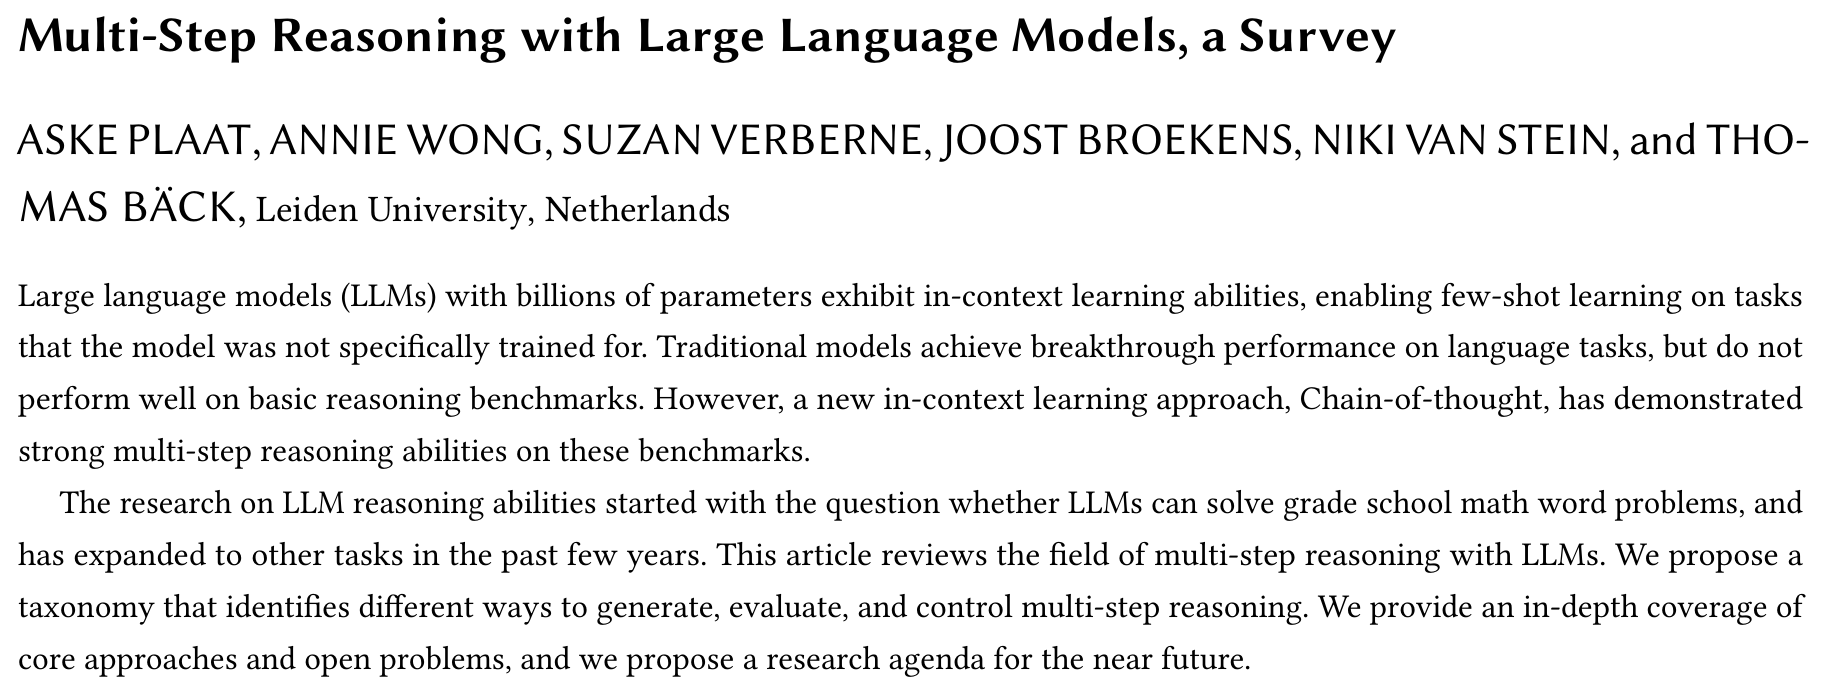 Multi-Step Reasoning with Large Language Models, a Survey
ASKE PLAAT, ANNIE WONG, SUZAN VERBERNE, JOOST BROEKENS, NIKI VAN STEIN, and THO-
MAS BÄCK, Leiden University, Netherlands
Large language models (LLMs) with billions of parameters exhibit in-context learning abilities, enabling few-shot learning on tasks
that the model was not specifically trained for. Traditional models achieve breakthrough performance on language tasks, but do not
perform well on basic reasoning benchmarks. However, a new in-context learning approach, Chain-of-thought, has demonstrated
strong multi-step reasoning abilities on these benchmarks.
The research on LLM reasoning abilities started with the question whether LLMs can solve grade school math word problems, and
has expanded to other tasks in the past few years. This article reviews the field of multi-step reasoning with LLMs. We propose a
taxonomy that identifies different ways to generate, evaluate, and control multi-step reasoning. We provide an in-depth coverage of
core approaches and open problems, and we propose a research agenda for the near future.